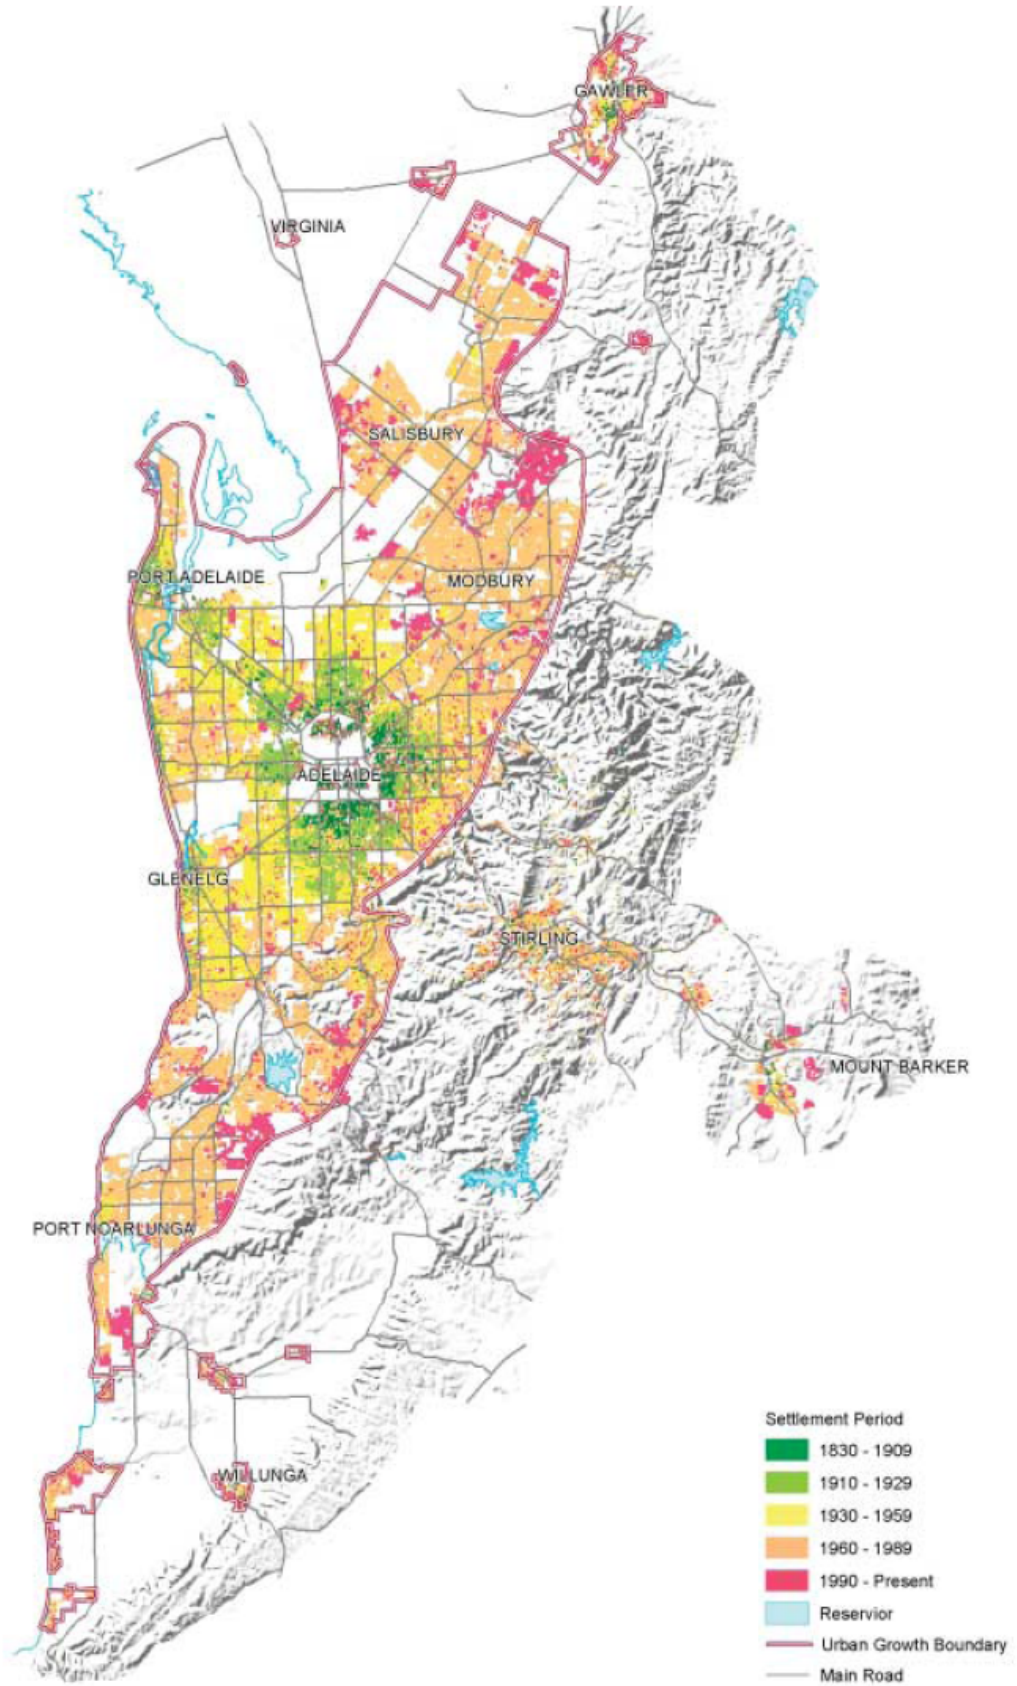 GAWLER
VIRGINIA
SALISBURY
PORT ADELAIDE
MODBURY
ADELAIDE
GLENELG
STIRLING
MOUNT BARKER
PORT NOARLUNGA
WILLUNGA
Settlement Period
1830 - 1909
1910 - 1929
1930 - 1959
1960 - 1989
1990 - Present
Reservior
Urban Growth Boundary
Main Road